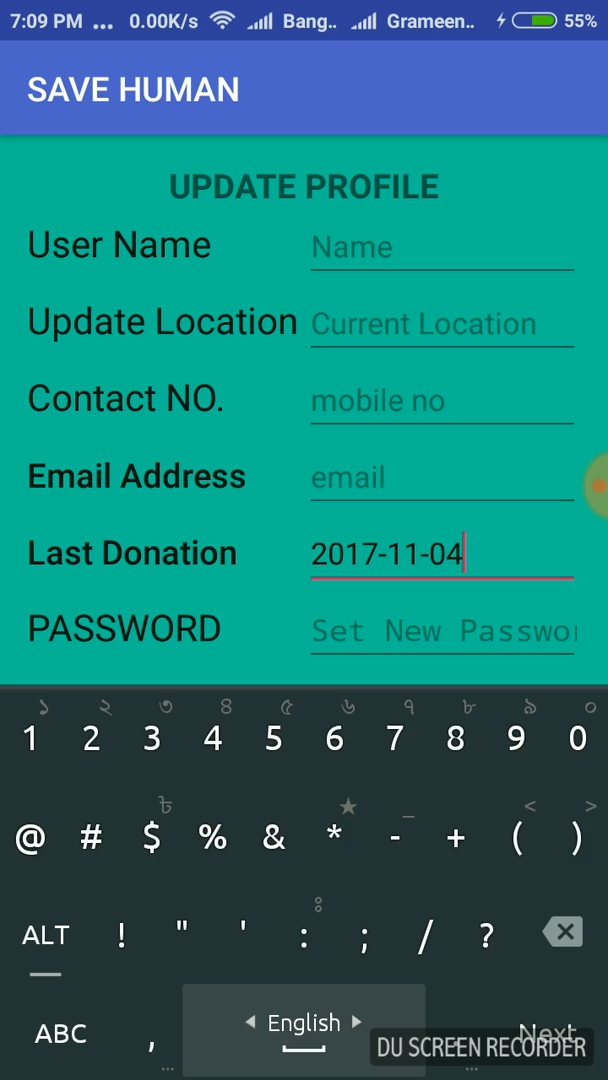 7:09 PM ... 0.00K/s Bang.. Grameen.. 55%
SAVE HUMAN
UPDATE PROFILE
User Name Name
Update Location Current Location
Contact NO. mobile no
Email Address email
Last Donation 2017-11-04
PASSWORD Set New Passwo
১ ২ ৩ ৪ ৫ ৬ ৭ ৮ ৯ ০
1 2 3 4 5 6 7 8 9 0
৳ ★ _ < >
@ # $ % & * - + ( )
ঃ
ALT ! " ' : ; / ?
ABC , English Next
DU SCREEN RECORDER